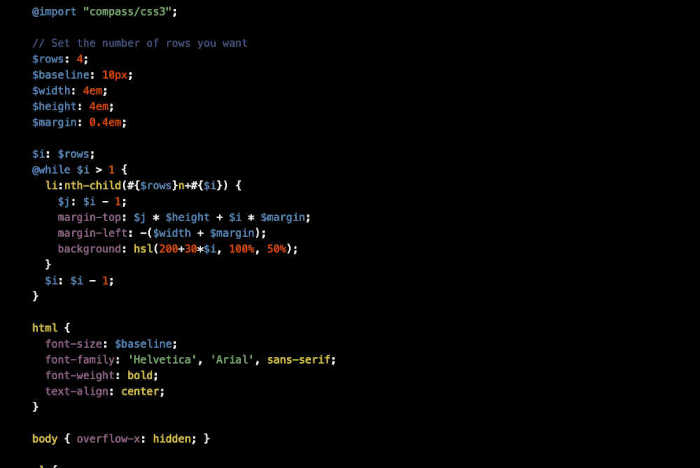 @import "compass/css3";
// Set the number of rows you want
$rows: 4;
$baseline: 10px;
$width: 4em;
$height: 4em;
$margin: 0.4em;
$i: $rows;
@while $i > 1 {
li:nth-child(#{$rows}n+#{$i}) {
$j: $i - 1;
margin-top: $j * $height + $i * $margin;
margin-left: -($width + $margin);
background: hsl(200+30*$i, 100%, 50%);
}
$i: $i - 1;
}
html {
font-size: $baseline;
font-family: 'Helvetica', 'Arial', sans-serif;
font-weight: bold;
text-align: center;
}
body { overflow-x: hidden; }